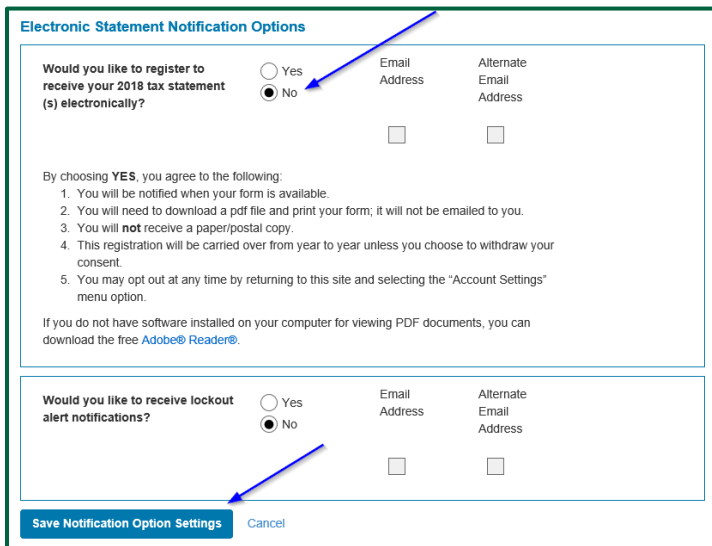 Electronic Statement Notification Options
Would you like to register to
receive your 2018 tax statement
(s) electronically?
Yes
No
Email
Address
Alternate
Email
Address
By choosing YES, you agree to the following:
1. You will be notified when your form is available.
2. You will need to download a pdf file and print your form; it will not be emailed to you.
3. You will not receive a paper/postal copy.
4. This registration will be carried over from year to year unless you choose to withdraw your
consent.
5. You may opt out at any time by returning to this site and selecting the “Account Settings”
menu option.
If you do not have software installed on your computer for viewing PDF documents, you can
download the free Adobe® Reader®.
Would you like to receive lockout
alert notifications?
Yes
No
Email
Address
Alternate
Email
Address
Save Notification Option Settings
Cancel